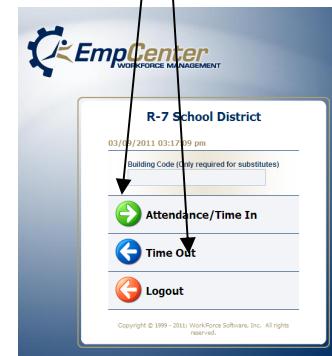 EmpCenter
WORKFORCE MANAGEMENT
R-7 School District
03/09/2011 03:17:09 pm
Building Code (Only required for substitutes)
Attendance/Time In
Time Out
Logout
Copyright © 1999 - 2011 WorkForce Software, Inc. All rights
reserved.